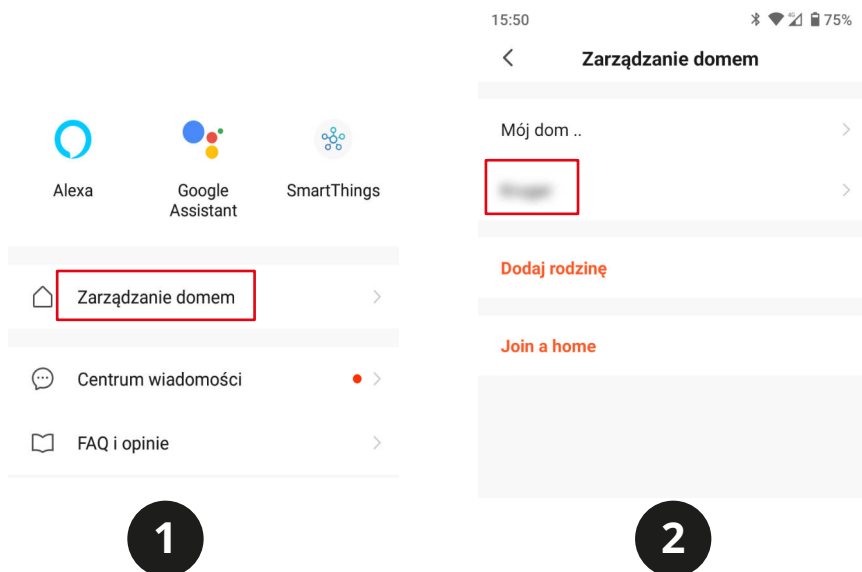 Alexa
Google
Assistant
SmartThings
Zarządzanie domem
Centrum wiadomości
FAQ i opinie
1
15:50
4G
75%
Zarządzanie domem
Mój dom ..
Dodaj rodzinę
Join a home
2